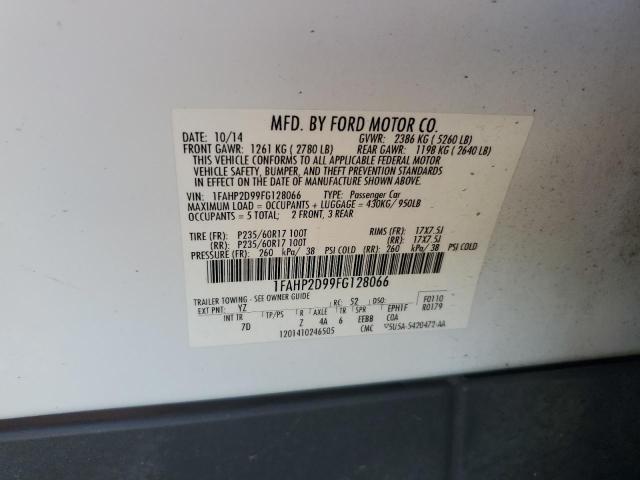 MFD. BY FORD MOTOR CO.
DATE: 10/14 GVWR: 2386 KG ( 5260 LB)
FRONT GAWR: 1261 KG ( 2780 LB) REAR GAWR: 1198 KG ( 2640 LB)
THIS VEHICLE CONFORMS TO ALL APPLICABLE FEDERAL MOTOR
VEHICLE SAFETY, BUMPER, AND THEFT PREVENTION STANDARDS
IN EFFECT ON THE DATE OF MANUFACTURE SHOWN ABOVE.
VIN: 1FAHP2D99FG128066 TYPE: Passenger Car
MAXIMUM LOAD = OCCUPANTS + LUGGAGE = 430KG/ 950LB
OCCUPANTS = 5 TOTAL: 2 FRONT, 3 REAR
TIRE (FR): P235/60R17 100T RIMS (FR): 17X7.5J
(RR): P235/60R17 100T (RR): 17X7.5J
PRESSURE (FR): 260 kPa/ 38 PSI COLD (RR): 260 kPa/ 38 PSI COLD
1FAHP2D99FG128066
TRAILER TOWING - SEE OWNER GUIDE
EXT PNT: YZ RC: 52 DSO: F0110
INT TR TP/PS R AXLE TR SPR EPH1F R0179
7D Z 4A 6 EEBB COA
1201410246505 CMC